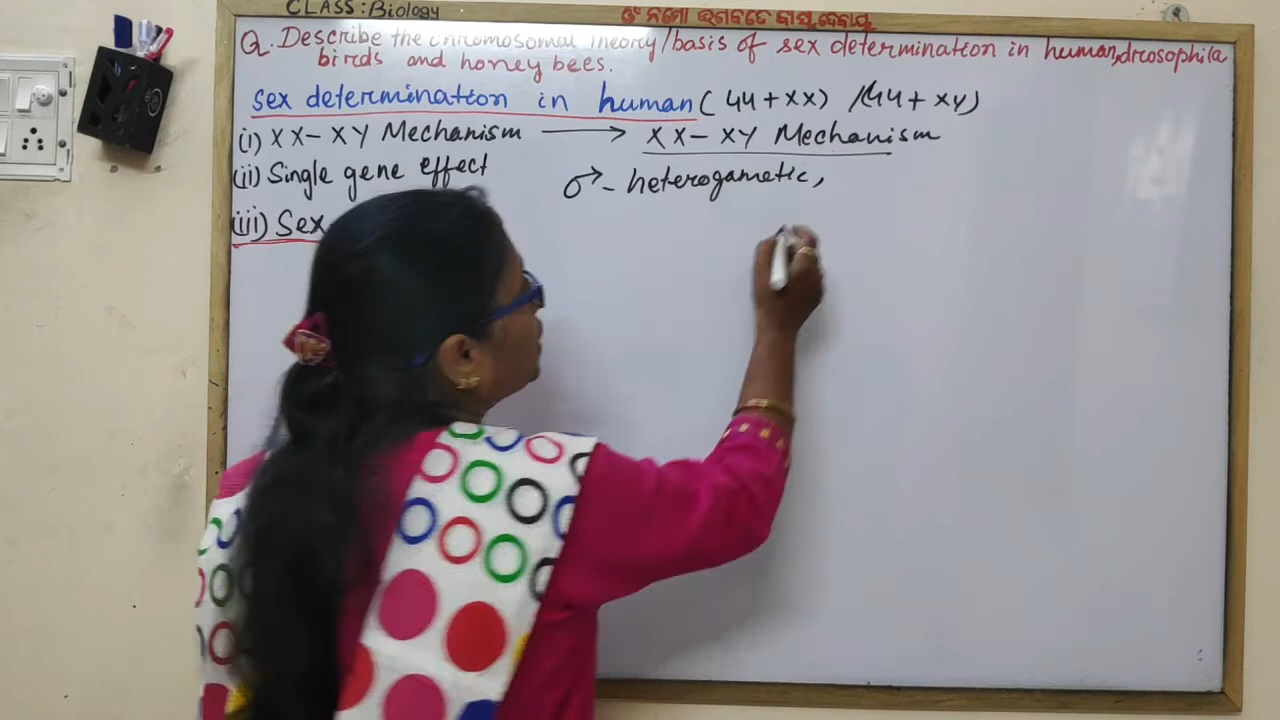 CLASS: Biology
ଓଁ ନମୋ ଭଗବତେ ବାସୁଦେବାୟ
Q. Describe the chromosomal theory/basis of sex determination in human, drosophila
birds and honey bees.
sex determination in human (44 + XX) / (44 + XY)
(i) XX - XY Mechanism ⟶ XX - XY Mechanism
(ii) Single gene effect
♂ - heterogametic,
(iii) Sex